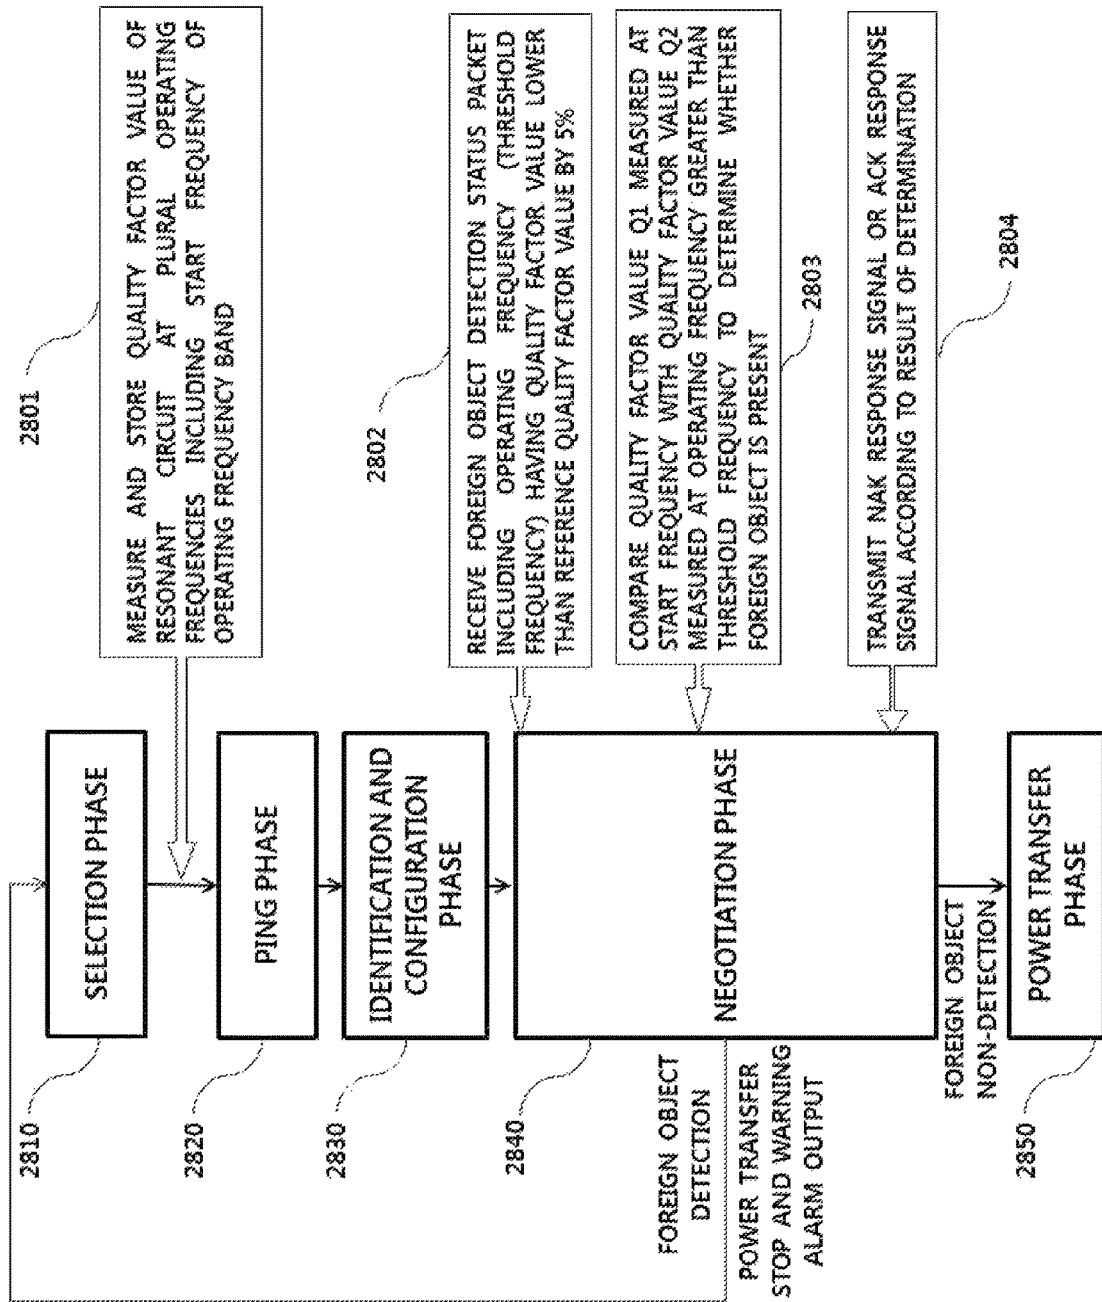 2810
SELECTION PHASE
2801
MEASURE AND STORE QUALITY FACTOR VALUE OF
RESONANT CIRCUIT AT PLURAL OPERATING
FREQUENCIES INCLUDING START FREQUENCY OF
OPERATING FREQUENCY BAND
2820
PING PHASE
2830
IDENTIFICATION AND
CONFIGURATION
PHASE
2802
RECEIVE FOREIGN OBJECT DETECTION STATUS PACKET
INCLUDING OPERATING FREQUENCY (THRESHOLD
FREQUENCY) HAVING QUALITY FACTOR VALUE LOWER
THAN REFERENCE QUALITY FACTOR VALUE BY 5%
2840
NEGOTIATION PHASE
COMPARE QUALITY FACTOR VALUE Q1 MEASURED AT
START FREQUENCY WITH QUALITY FACTOR VALUE Q2
MEASURED AT OPERATING FREQUENCY GREATER THAN
THRESHOLD FREQUENCY TO DETERMINE WHETHER
FOREIGN OBJECT IS PRESENT
2803
FOREIGN OBJECT
DETECTION
POWER TRANSFER
STOP AND WARNING
ALARM OUTPUT
TRANSMIT NAK RESPONSE SIGNAL OR ACK RESPONSE
SIGNAL ACCORDING TO RESULT OF DETERMINATION
2804
FOREIGN OBJECT
NON-DETECTION
2850
POWER TRANSFER
PHASE